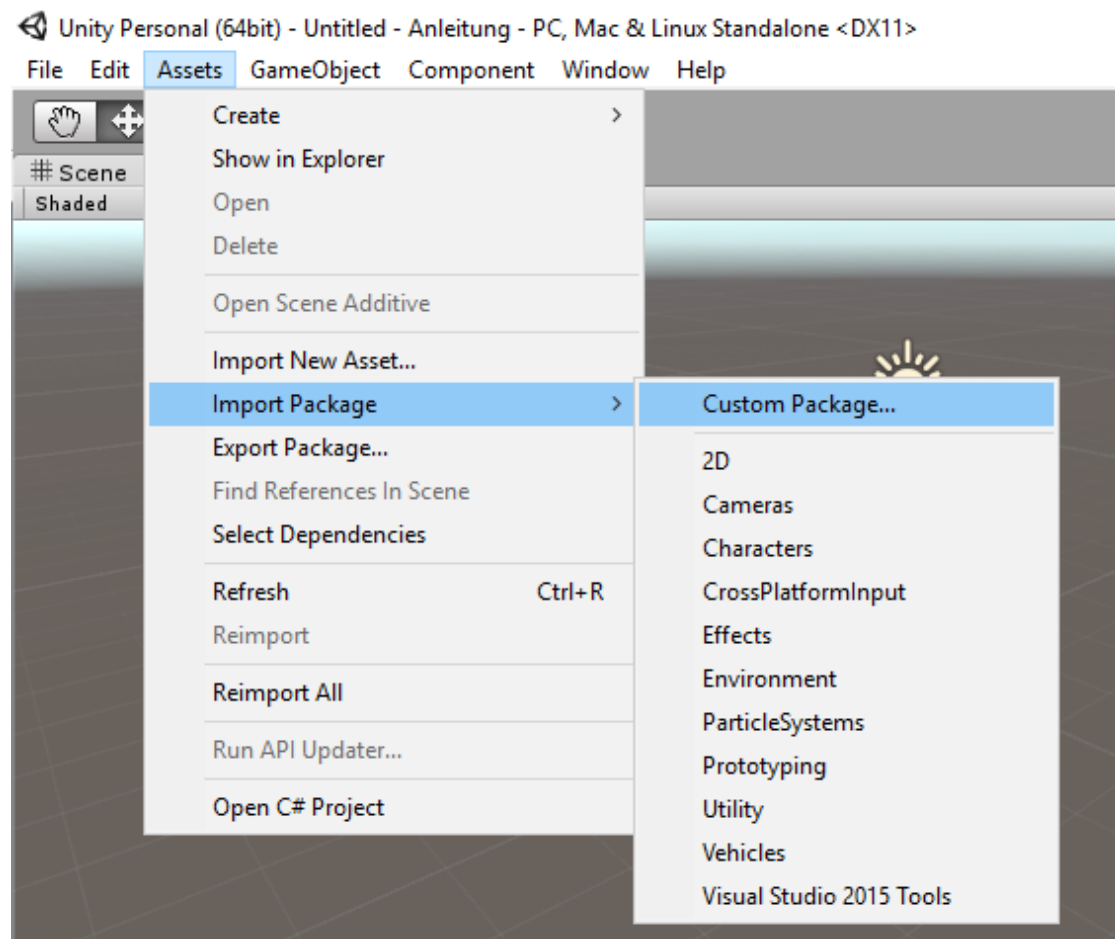 Unity Personal (64bit) - Untitled - Anleitung - PC, Mac & Linux Standalone <DX11>
File Edit Assets GameObject Component Window Help
Scene
Shaded
Create
Show in Explorer
Open
Delete
Open Scene Additive
Import New Asset...
Import Package
Export Package...
Find References In Scene
Select Dependencies
Refresh Ctrl+R
Reimport
Reimport All
Run API Updater...
Open C# Project
Custom Package...
2D
Cameras
Characters
CrossPlatformInput
Effects
Environment
ParticleSystems
Prototyping
Utility
Vehicles
Visual Studio 2015 Tools